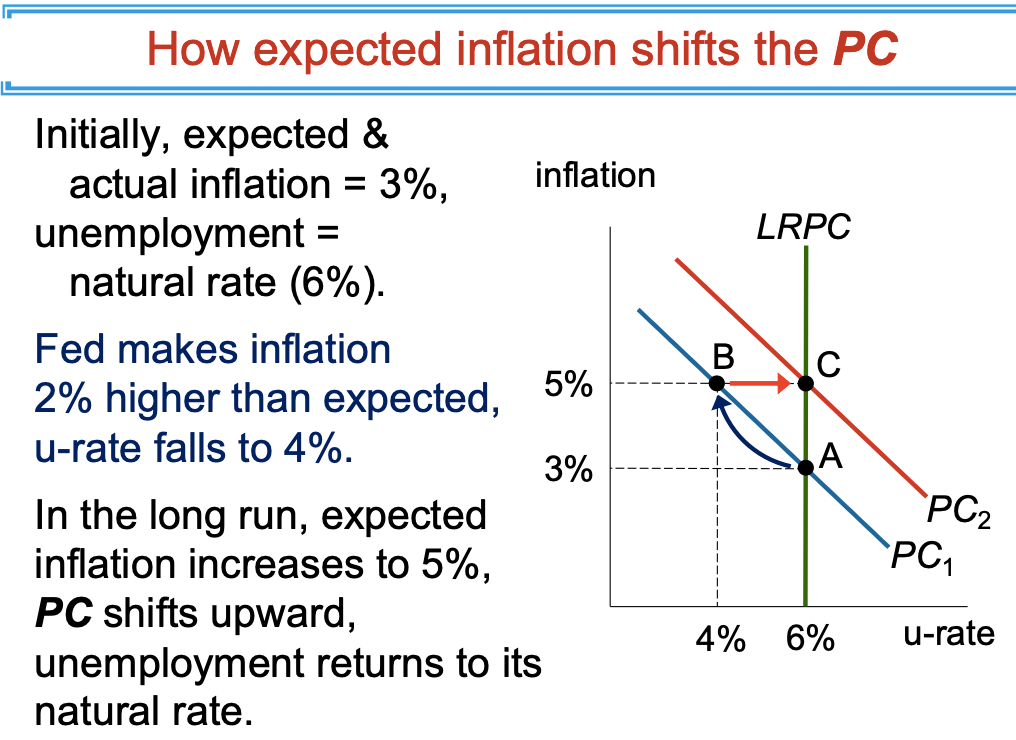 How expected inflation shifts the PC
Initially, expected &
actual inflation = 3%,
unemployment =
natural rate (6%).
Fed makes inflation
2% higher than expected,
u-rate falls to 4%.
In the long run, expected
inflation increases to 5%,
PC shifts upward,
unemployment returns to its
natural rate.
inflation
LRPC
B
C
5%
A
3%
PC2
PC1
4%
6%
u-rate